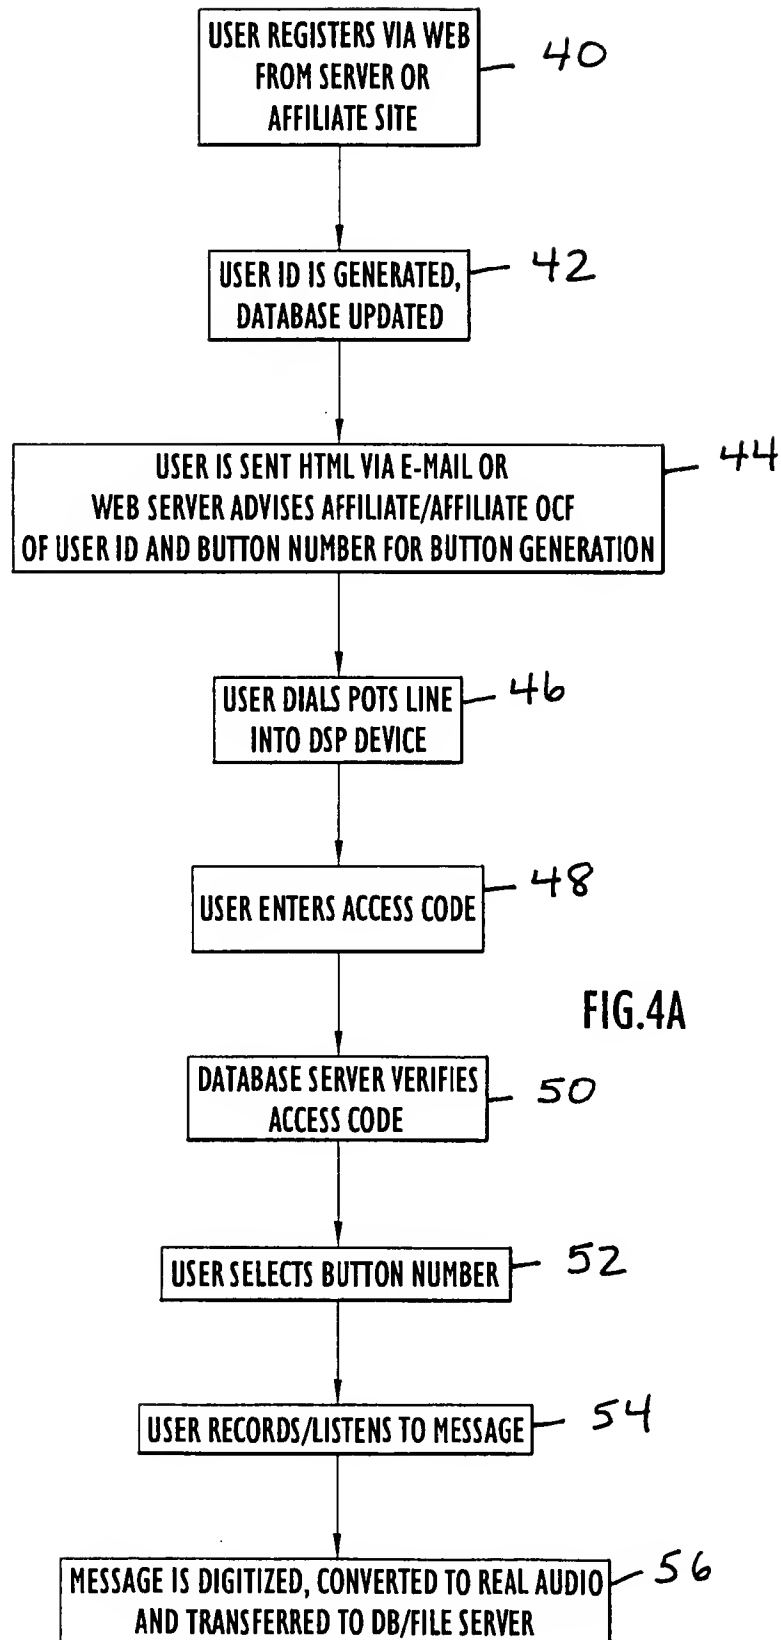 USER REGISTERS VIA WEB
FROM SERVER OR
AFFILIATE SITE
40
USER ID IS GENERATED,
DATABASE UPDATED
42
USER IS SENT HTML VIA E-MAIL OR
WEB SERVER ADVISES AFFILIATE/AFFILIATE OCF
OF USER ID AND BUTTON NUMBER FOR BUTTON GENERATION
44
USER DIALS POTS LINE
INTO DSP DEVICE
46
USER ENTERS ACCESS CODE
48
FIG.4A
DATABASE SERVER VERIFIES
ACCESS CODE
50
USER SELECTS BUTTON NUMBER
52
USER RECORDS/LISTENS TO MESSAGE
54
MESSAGE IS DIGITIZED, CONVERTED TO REAL AUDIO
AND TRANSFERRED TO DB/FILE SERVER
56